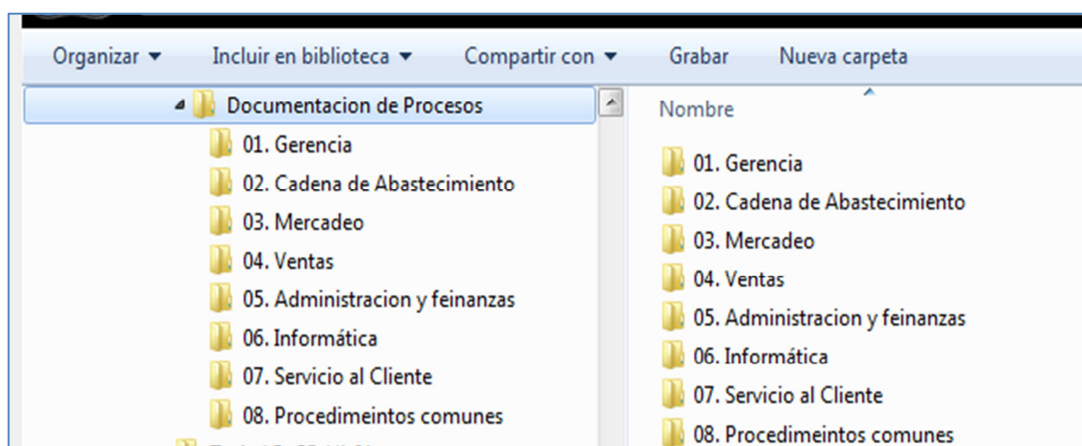 Organizar Incluir en biblioteca Compartir con Grabar Nueva carpeta
Documentacion de Procesos
01. Gerencia
02. Cadena de Abastecimiento
03. Mercadeo
04. Ventas
05. Administracion y feinanzas
06. Informática
07. Servicio al Cliente
08. Procedimeintos comunes
Nombre
01. Gerencia
02. Cadena de Abastecimiento
03. Mercadeo
04. Ventas
05. Administracion y feinanzas
06. Informática
07. Servicio al Cliente
08. Procedimeintos comunes